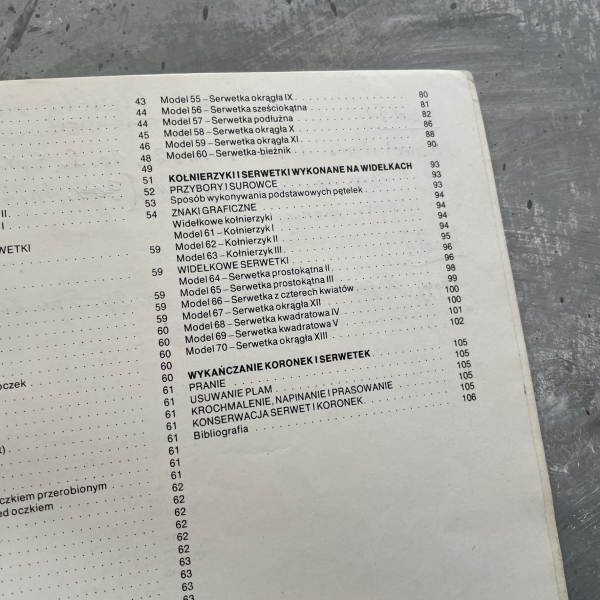 43
44
44
45
46
48
49
51
52
53
II. 54
I
WETKI 59
59
59
59
60
60
60
oczek 60
61
61
61
61
) 61
61
61
czkiem przerobionym 62
ed oczkiem 62
62
62
62
62
63
63
63
63
Model 55 – Serwetka okrągła IX 80
Model 56 – Serwetka sześciokątna 81
Model 57 – Serwetka podłużna 82
Model 58 – Serwetka okrągła X 86
Model 59 – Serwetka okrągła XI 88
Model 60 – Serwetka-bieżnik 90
KOŁNIERZYKI I SERWETKI WYKONANE NA WIDEŁKACH 93
PRZYBORY I SUROWCE 93
Sposób wykonywania podstawowych pętelek 93
ZNAKI GRAFICZNE 94
Widełkowe kołnierzyki 94
Model 61 – Kołnierzyk I 94
Model 62 – Kołnierzyk II 94
Model 63 – Kołnierzyk III 95
WIDEŁKOWE SERWETKI 96
Model 64 – Serwetka prostokątna II 96
Model 65 – Serwetka prostokątna III 98
Model 66 – Serwetka z czterech kwiatów 99
Model 67 – Serwetka okrągła XII 100
Model 68 – Serwetka kwadratowa IV 100
Model 69 – Serwetka kwadratowa V 101
Model 70 – Serwetka okrągła XIII 102
WYKAŃCZANIE KORONEK I SERWETEK 105
PRANIE 105
USUWANIE PLAM 105
KROCHMALENIE, NAPINANIE I PRASOWANIE 105
KONSERWACJA SERWET I KORONEK 105
Bibliografia 106